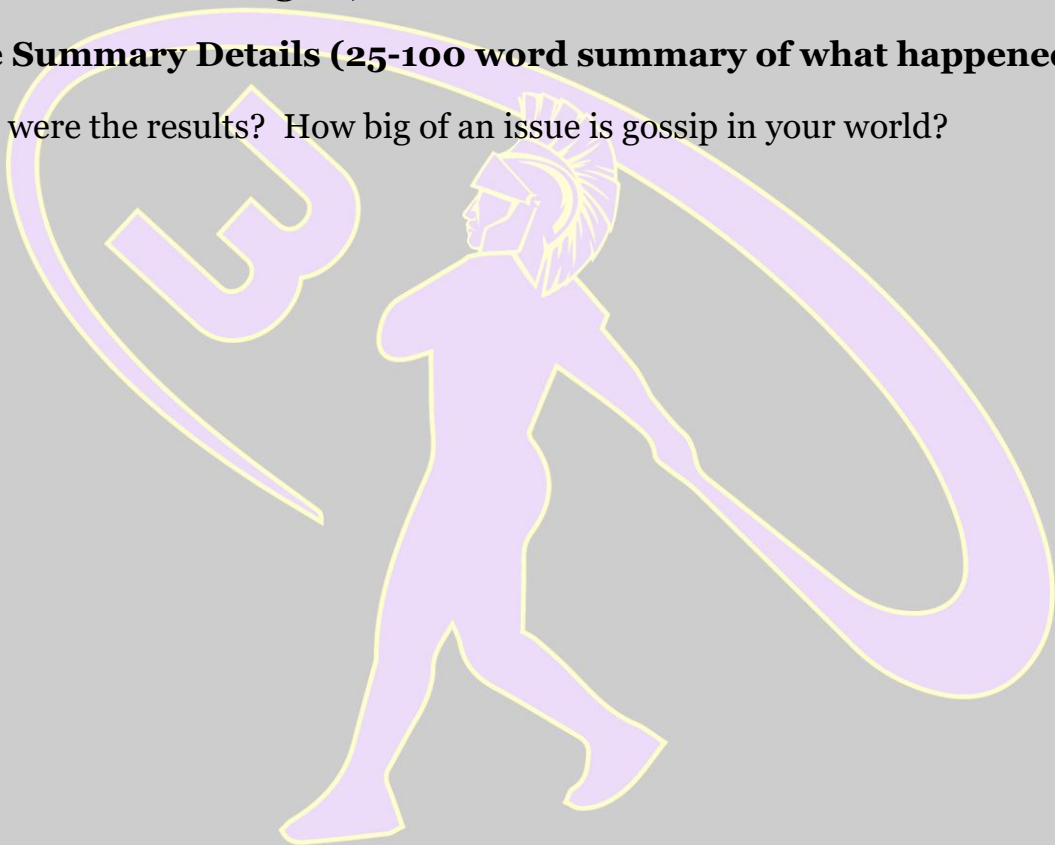 Summary Details (25-100 word summary of what happened
were the results? How big of an issue is gossip in your world?